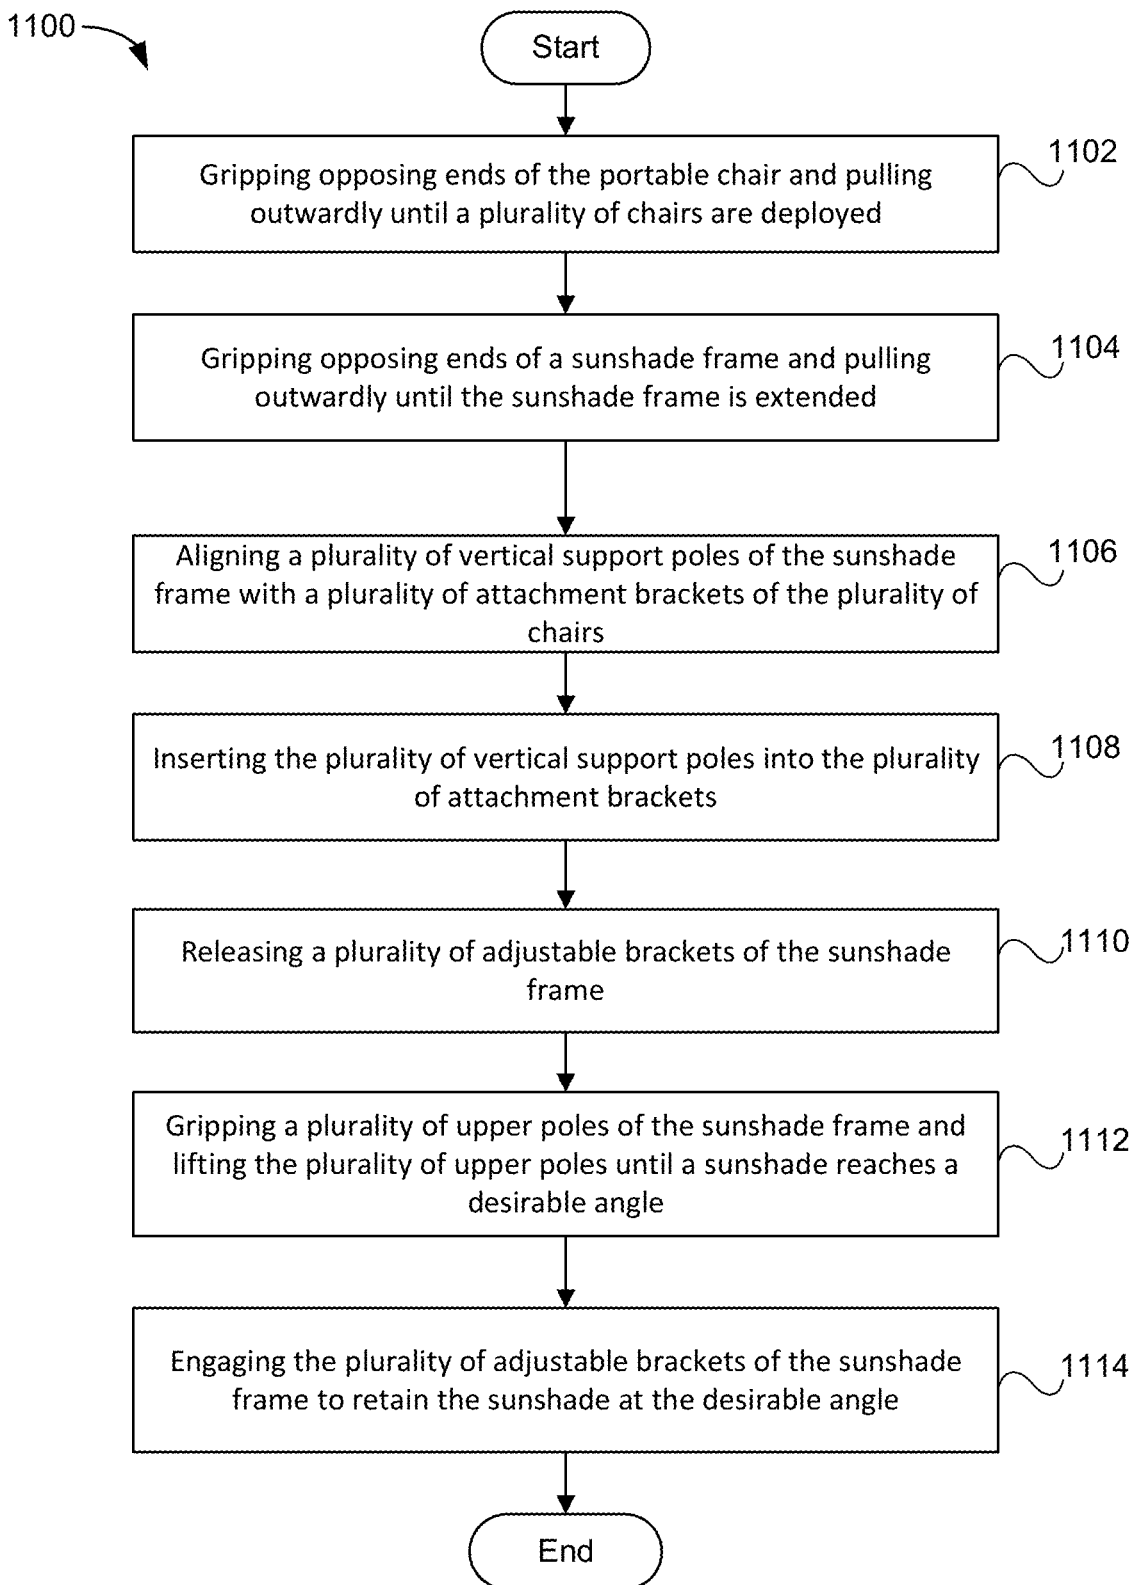 1100
Start
Gripping opposing ends of the portable chair and pulling
outwardly until a plurality of chairs are deployed
1102
Gripping opposing ends of a sunshade frame and pulling
outwardly until the sunshade frame is extended
1104
Aligning a plurality of vertical support poles of the sunshade
frame with a plurality of attachment brackets of the plurality of
chairs
1106
Inserting the plurality of vertical support poles into the plurality
of attachment brackets
1108
Releasing a plurality of adjustable brackets of the sunshade
frame
1110
Gripping a plurality of upper poles of the sunshade frame and
lifting the plurality of upper poles until a sunshade reaches a
desirable angle
1112
Engaging the plurality of adjustable brackets of the sunshade
frame to retain the sunshade at the desirable angle
1114
End